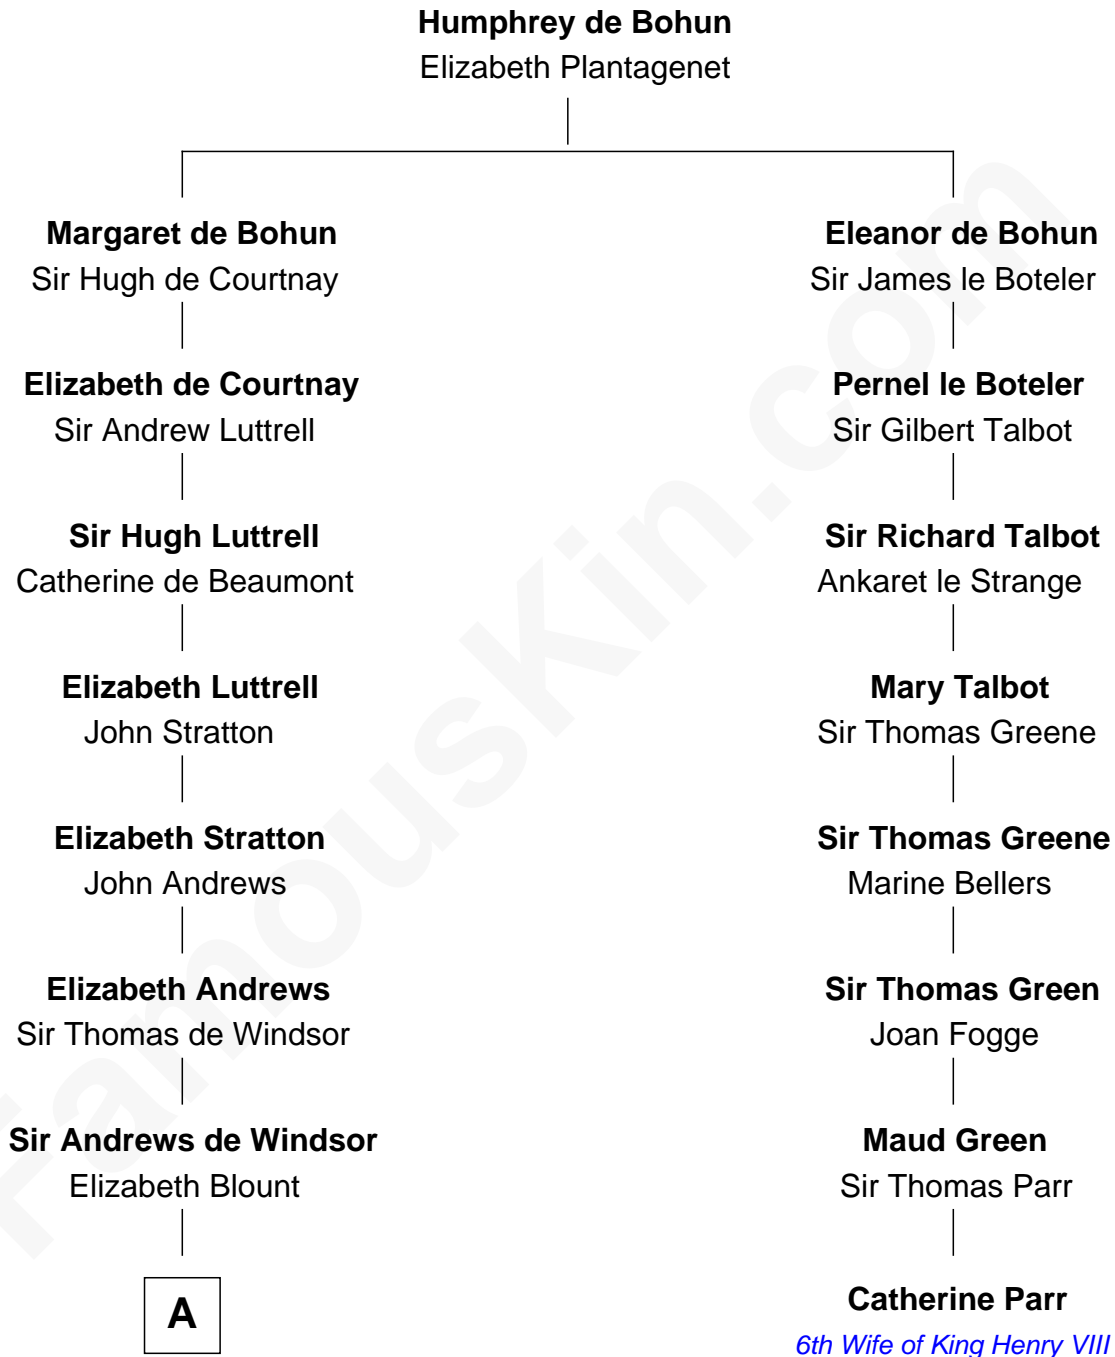 Humphrey de Bohun
Elizabeth Plantagenet
Margaret de Bohun
Sir Hugh de Courtnay
Eleanor de Bohun
Sir James le Boteler
Elizabeth de Courtnay
Sir Andrew Luttrell
Pernel le Boteler
Sir Gilbert Talbot
Sir Hugh Luttrell
Catherine de Beaumont
Sir Richard Talbot
Ankaret le Strange
Elizabeth Luttrell
John Stratton
Mary Talbot
Sir Thomas Greene
Elizabeth Stratton
John Andrews
Sir Thomas Greene
Marine Bellers
Elizabeth Andrews
Sir Thomas de Windsor
Sir Thomas Green
Joan Fogge
Sir Andrews de Windsor
Elizabeth Blount
Maud Green
Sir Thomas Parr
A
Catherine Parr
6th Wife of King Henry VIII
FamousKin.com